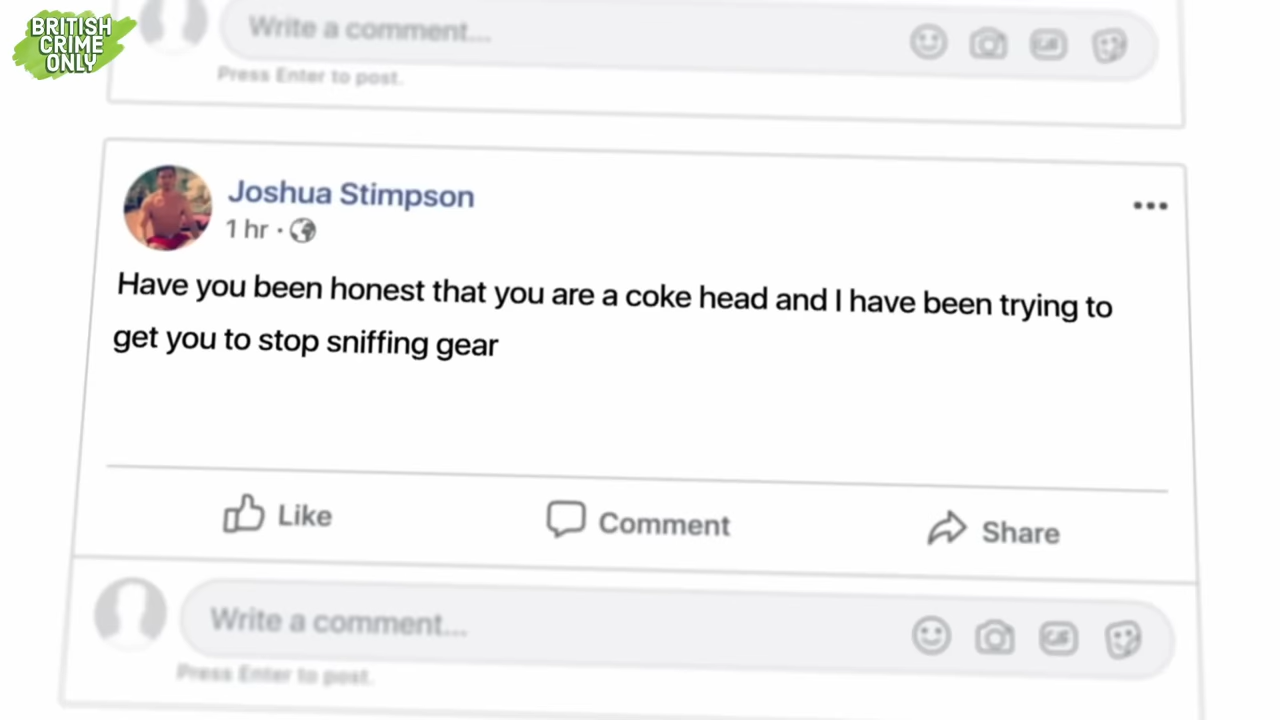 BRITISH
CRIME
ONLY
Write a comment...
Press Enter to post.
Joshua Stimpson
1 hr ·
Have you been honest that you are a coke head and I have been trying to
get you to stop sniffing gear
Like
Comment
Share
Write a comment...
GIF
Press Enter to post.